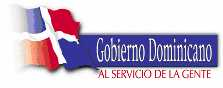 Gobierno Dominicano
AL SERVICIO DE LA GENTE